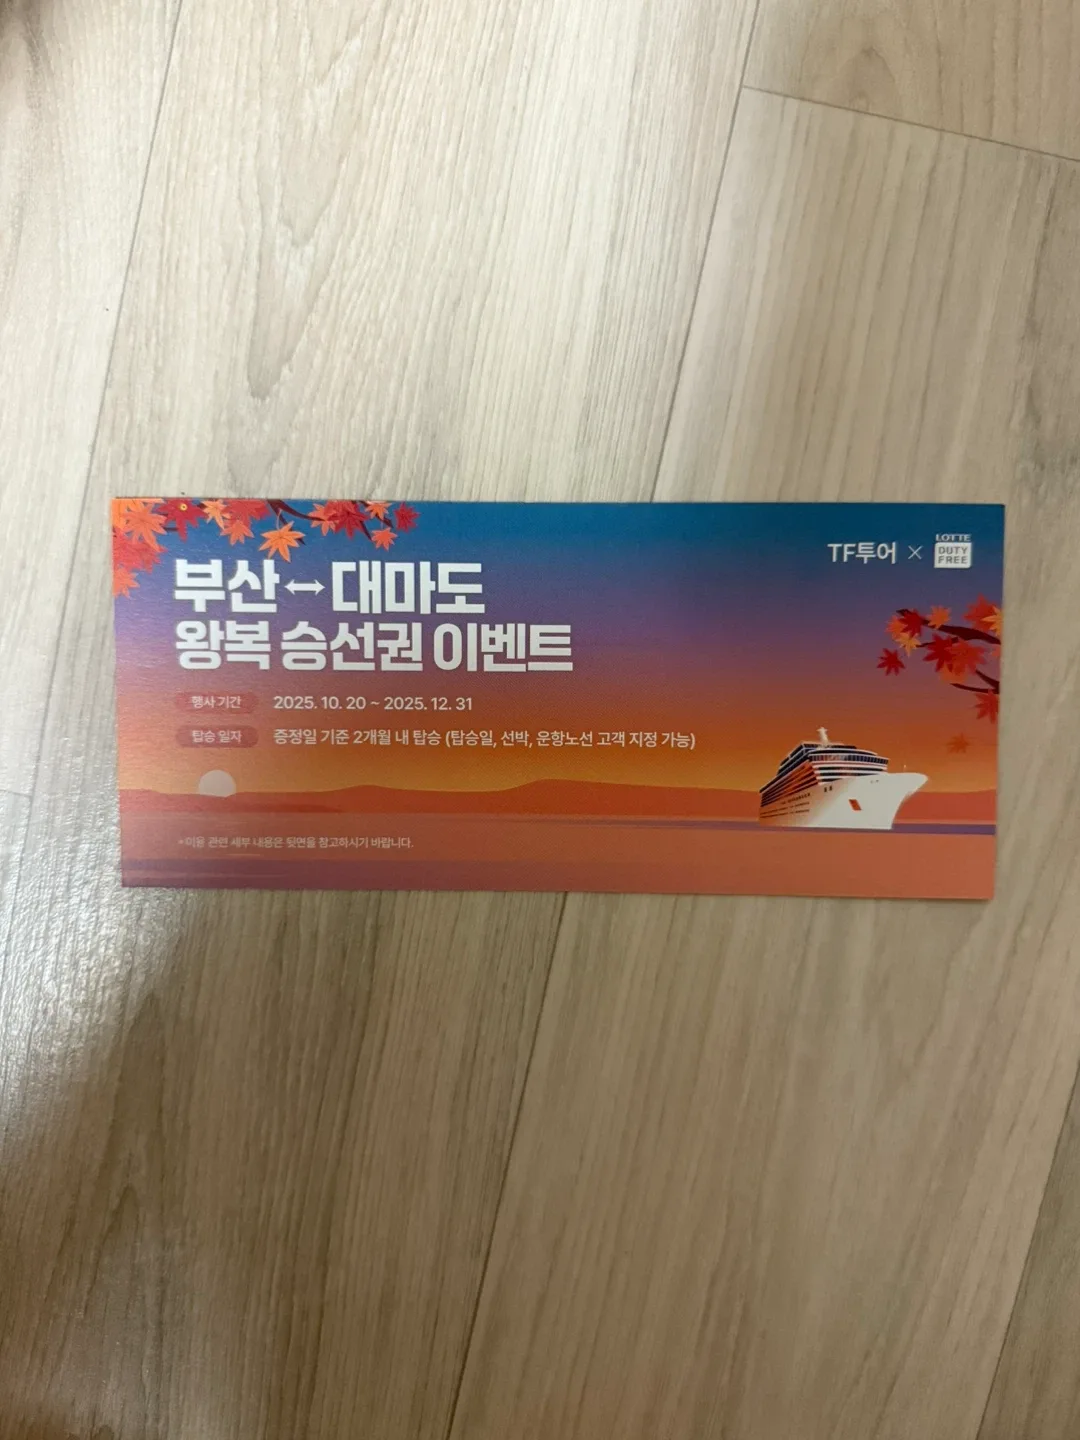 TF투어 × LOTTE DUTY FREE
부산↔대마도
왕복 승선권 이벤트
행사 기간 2025. 10. 20 ~ 2025. 12. 31
탑승 일자 증정일 기준 2개월 내 탑승 (탑승일, 선박, 운항노선 고객 지정 가능)
*이용 관련 세부 내용은 뒷면을 참고하시기 바랍니다.